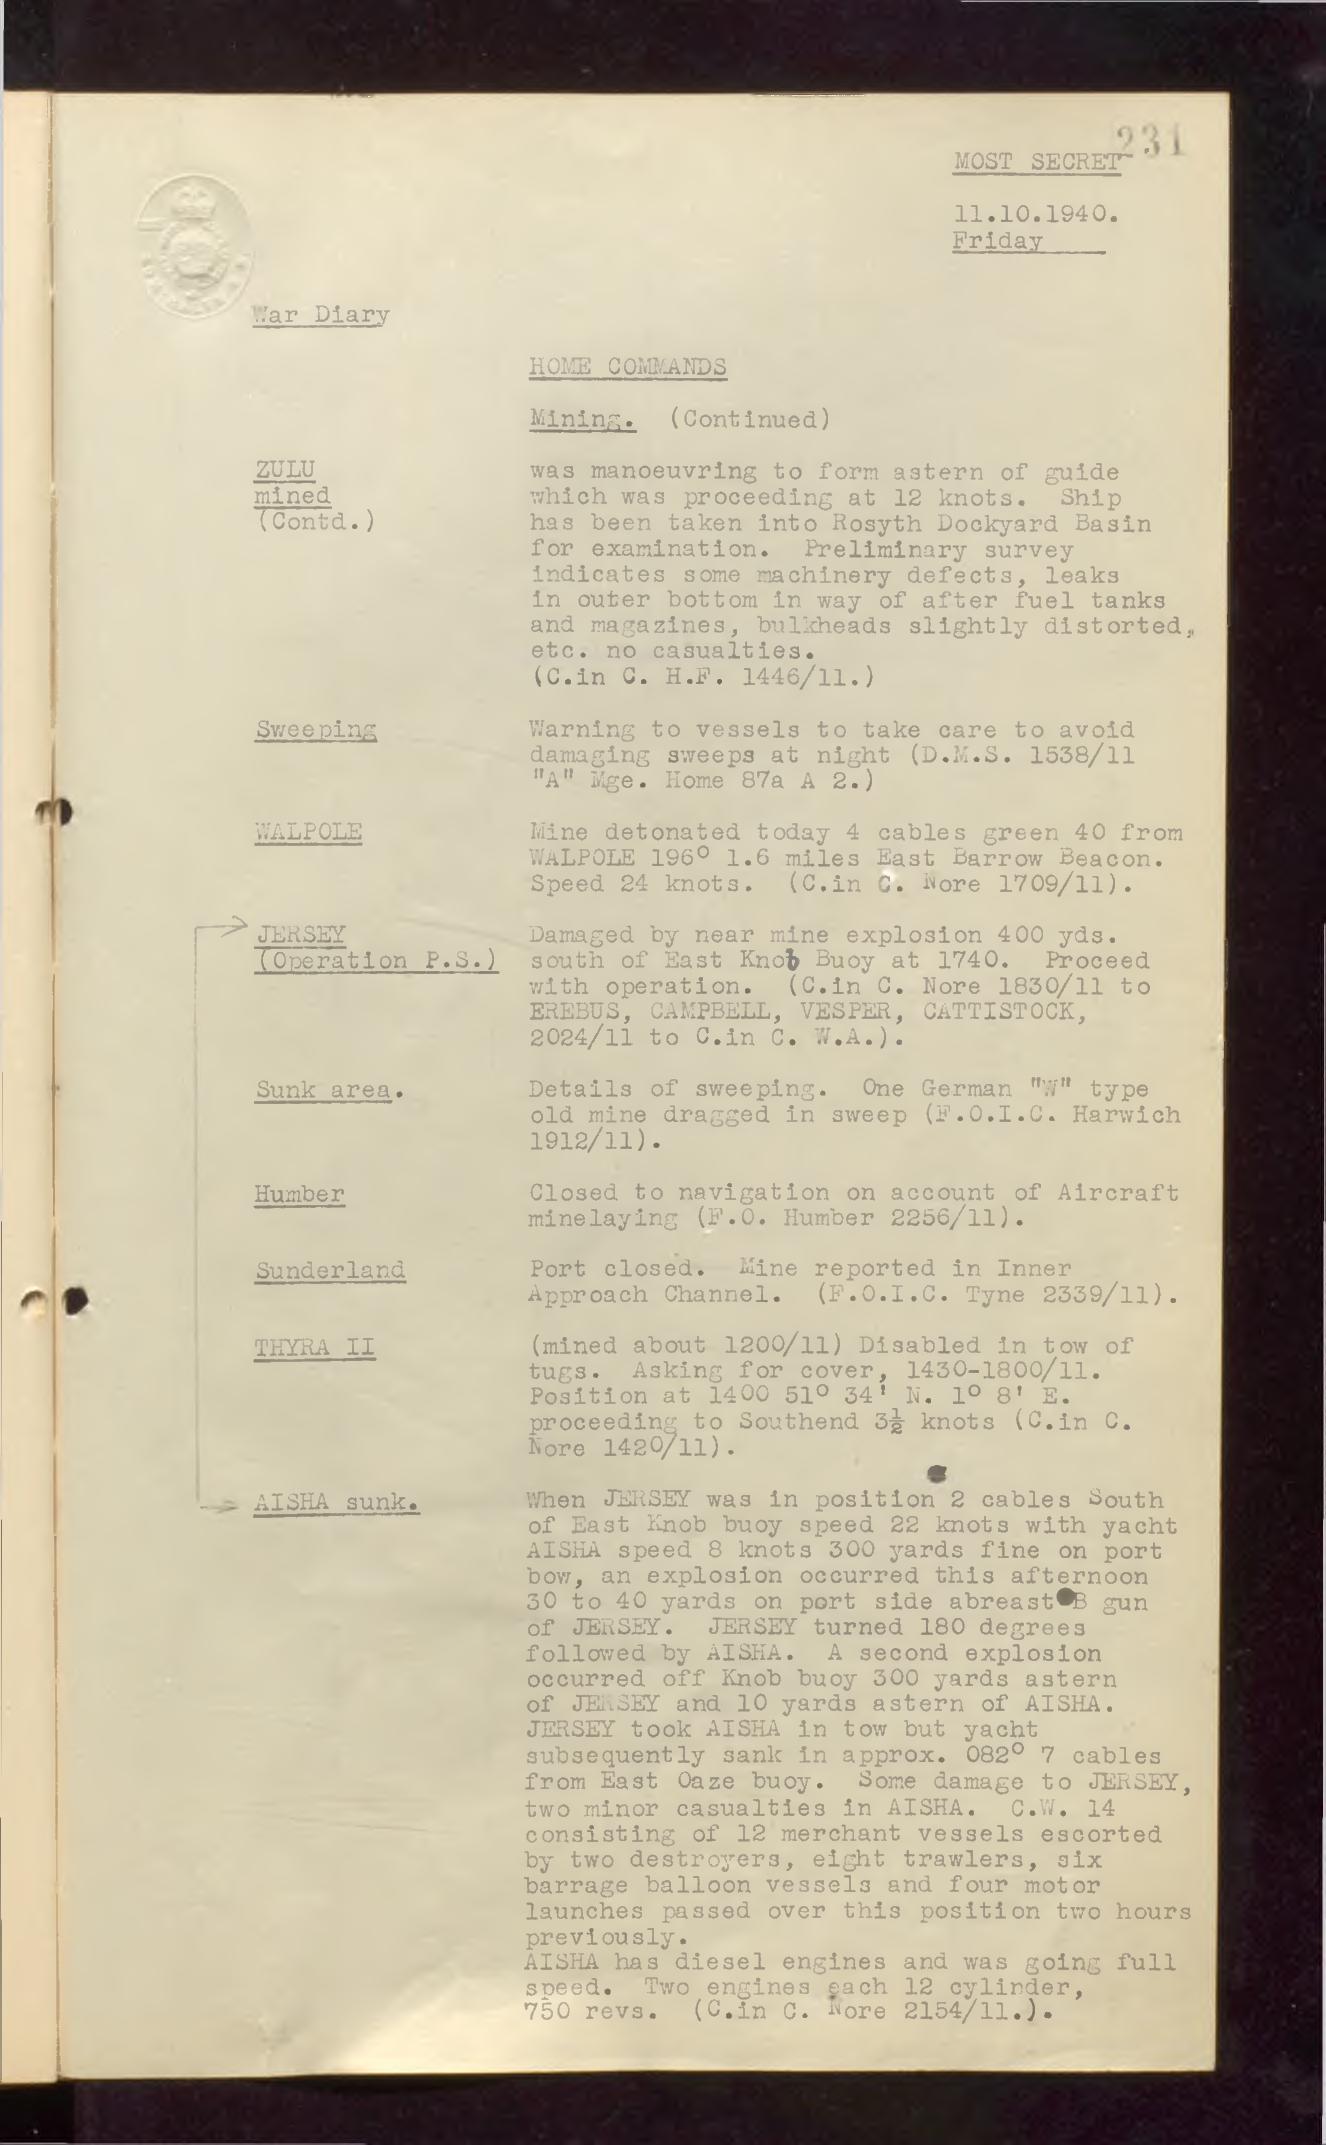 231
MOST SECRET
11.10.1940.
Friday
War Diary
HOME COMMANDS
Mining. (Continued)
ZULU
mined
(Contd.)
was manoeuvring to form astern of guide
which was proceeding at 12 knots. Ship
has been taken into Rosyth Dockyard Basin
for examination. Preliminary survey
indicates some machinery defects, leaks
in outer bottom in way of after fuel tanks
and magazines, bulkheads slightly distorted,
etc. no casualties.
(C.in C. H.F. 1446/11.)
Sweeping
Warning to vessels to take care to avoid
damaging sweeps at night (D.M.S. 1538/11
"A" Mge. Home 87a A 2.)
WALPOLE
Mine detonated today 4 cables green 40 from
WALPOLE 196° 1.6 miles East Barrow Beacon.
Speed 24 knots. (C.in C. Nore 1709/11).
JERSEY
(Operation P.S.)
Damaged by near mine explosion 400 yds.
south of East Knob Buoy at 1740. Proceed
with operation. (C.in C. Nore 1830/11 to
EREBUS, CAMPBELL, VESPER, CATTISTOCK,
2024/11 to C.in C. W.A.).
Sunk area.
Details of sweeping. One German "W" type
old mine dragged in sweep (F.O.I.C. Harwich
1912/11).
Humber
Closed to navigation on account of Aircraft
minelaying (F.O. Humber 2256/11).
Sunderland
Port closed. Mine reported in Inner
Approach Channel. (F.O.I.C. Tyne 2339/11).
THYRA II
(mined about 1200/11) Disabled in tow of
tugs. Asking for cover, 1430-1800/11.
Position at 1400 51° 34' N. 1° 8' E.
proceeding to Southend 3½ knots (C.in C.
Nore 1420/11).
AISHA sunk.
When JERSEY was in position 2 cables South
of East Knob buoy speed 22 knots with yacht
AISHA speed 8 knots 300 yards fine on port
bow, an explosion occurred this afternoon
30 to 40 yards on port side abreast B gun
of JERSEY. JERSEY turned 180 degrees
followed by AISHA. A second explosion
occurred off Knob buoy 300 yards astern
of JERSEY and 10 yards astern of AISHA.
JERSEY took AISHA in tow but yacht
subsequently sank in approx. 082° 7 cables
from East Oaze buoy. Some damage to JERSEY,
two minor casualties in AISHA. C.W. 14
consisting of 12 merchant vessels escorted
by two destroyers, eight trawlers, six
barrage balloon vessels and four motor
launches passed over this position two hours
previously.
AISHA has diesel engines and was going full
speed. Two engines each 12 cylinder,
750 revs. (C.in C. Nore 2154/11.).